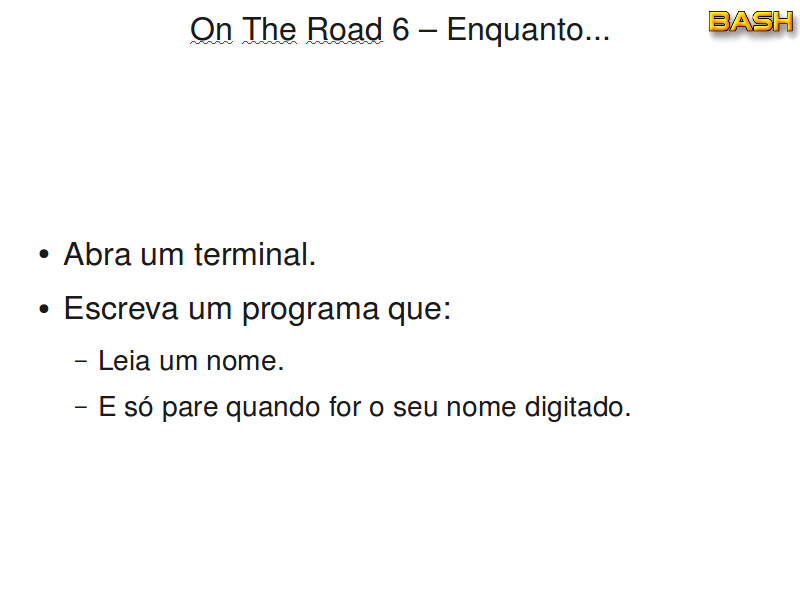 On The Road 6 – Enquanto...
BASH
• Abra um terminal.
• Escreva um programa que:
– Leia um nome.
– E só pare quando for o seu nome digitado.